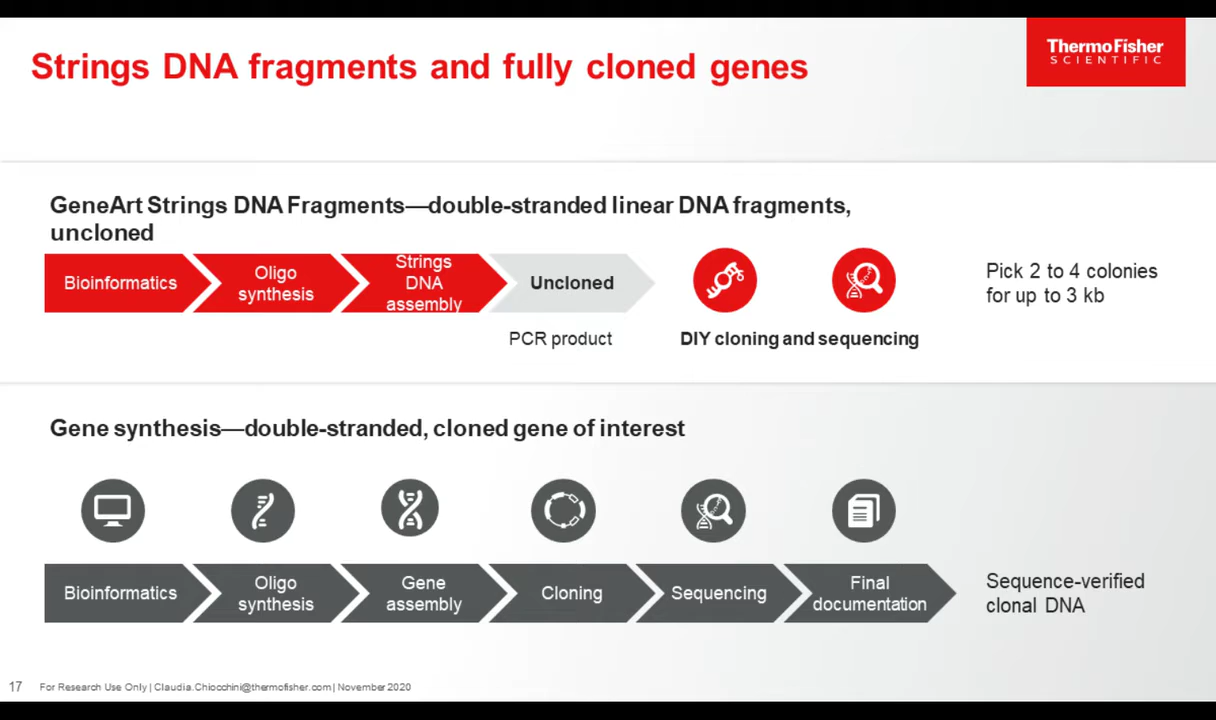 Strings DNA fragments and fully cloned genes
ThermoFisher
SCIENTIFIC
GeneArt Strings DNA Fragments—double-stranded linear DNA fragments,
uncloned
Bioinformatics
Oligo
synthesis
Strings
DNA
assembly
Uncloned
PCR product
DIY cloning and sequencing
Pick 2 to 4 colonies
for up to 3 kb
Gene synthesis—double-stranded, cloned gene of interest
Bioinformatics
Oligo
synthesis
Gene
assembly
Cloning
Sequencing
Final
documentation
Sequence-verified
clonal DNA
17 For Research Use Only | Claudia.Chiocchini@thermofisher.com | November 2020